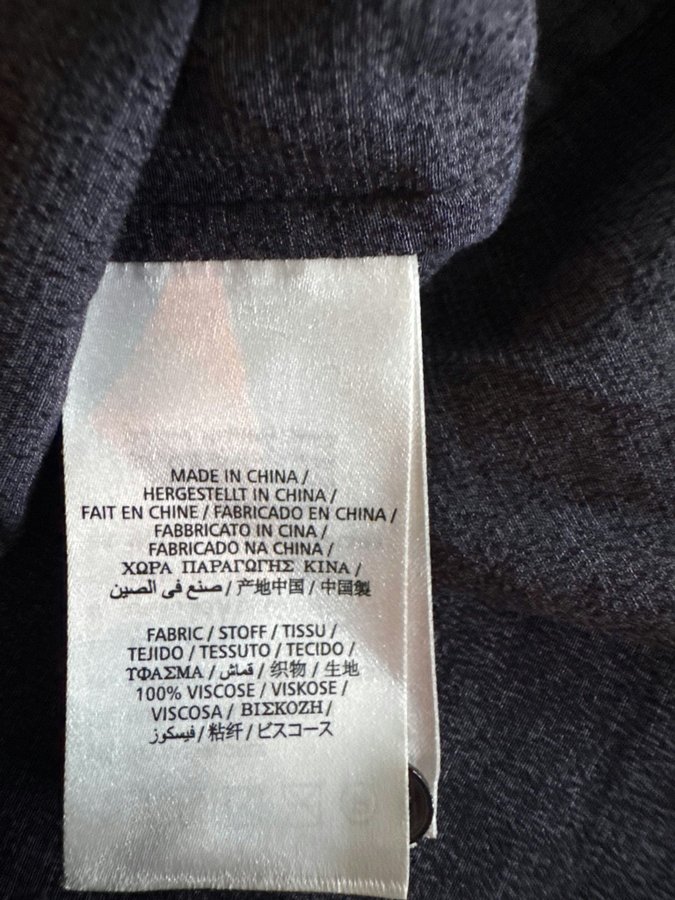 MADE IN CHINA /
HERGESTELLT IN CHINA /
FAIT EN CHINE / FABRICADO EN CHINA /
FABBRICATO IN CINA /
FABRICADO NA CHINA /
ΧΩΡΑ ΠΑΡΑΓΩΓΗΣ ΚΙΝΑ /
صنع في الصين / 产地中国 / 中国製
FABRIC / STOFF / TISSU /
TEJIDO / TESSUTO / TECIDO /
ΥΦΑΣΜΑ / قماش / 织物 / 生地
100% VISCOSE / VISKOSE /
VISCOSA / ΒΙΣΚΟΖΗ /
فيسكوز / 粘纤 / ビスコース